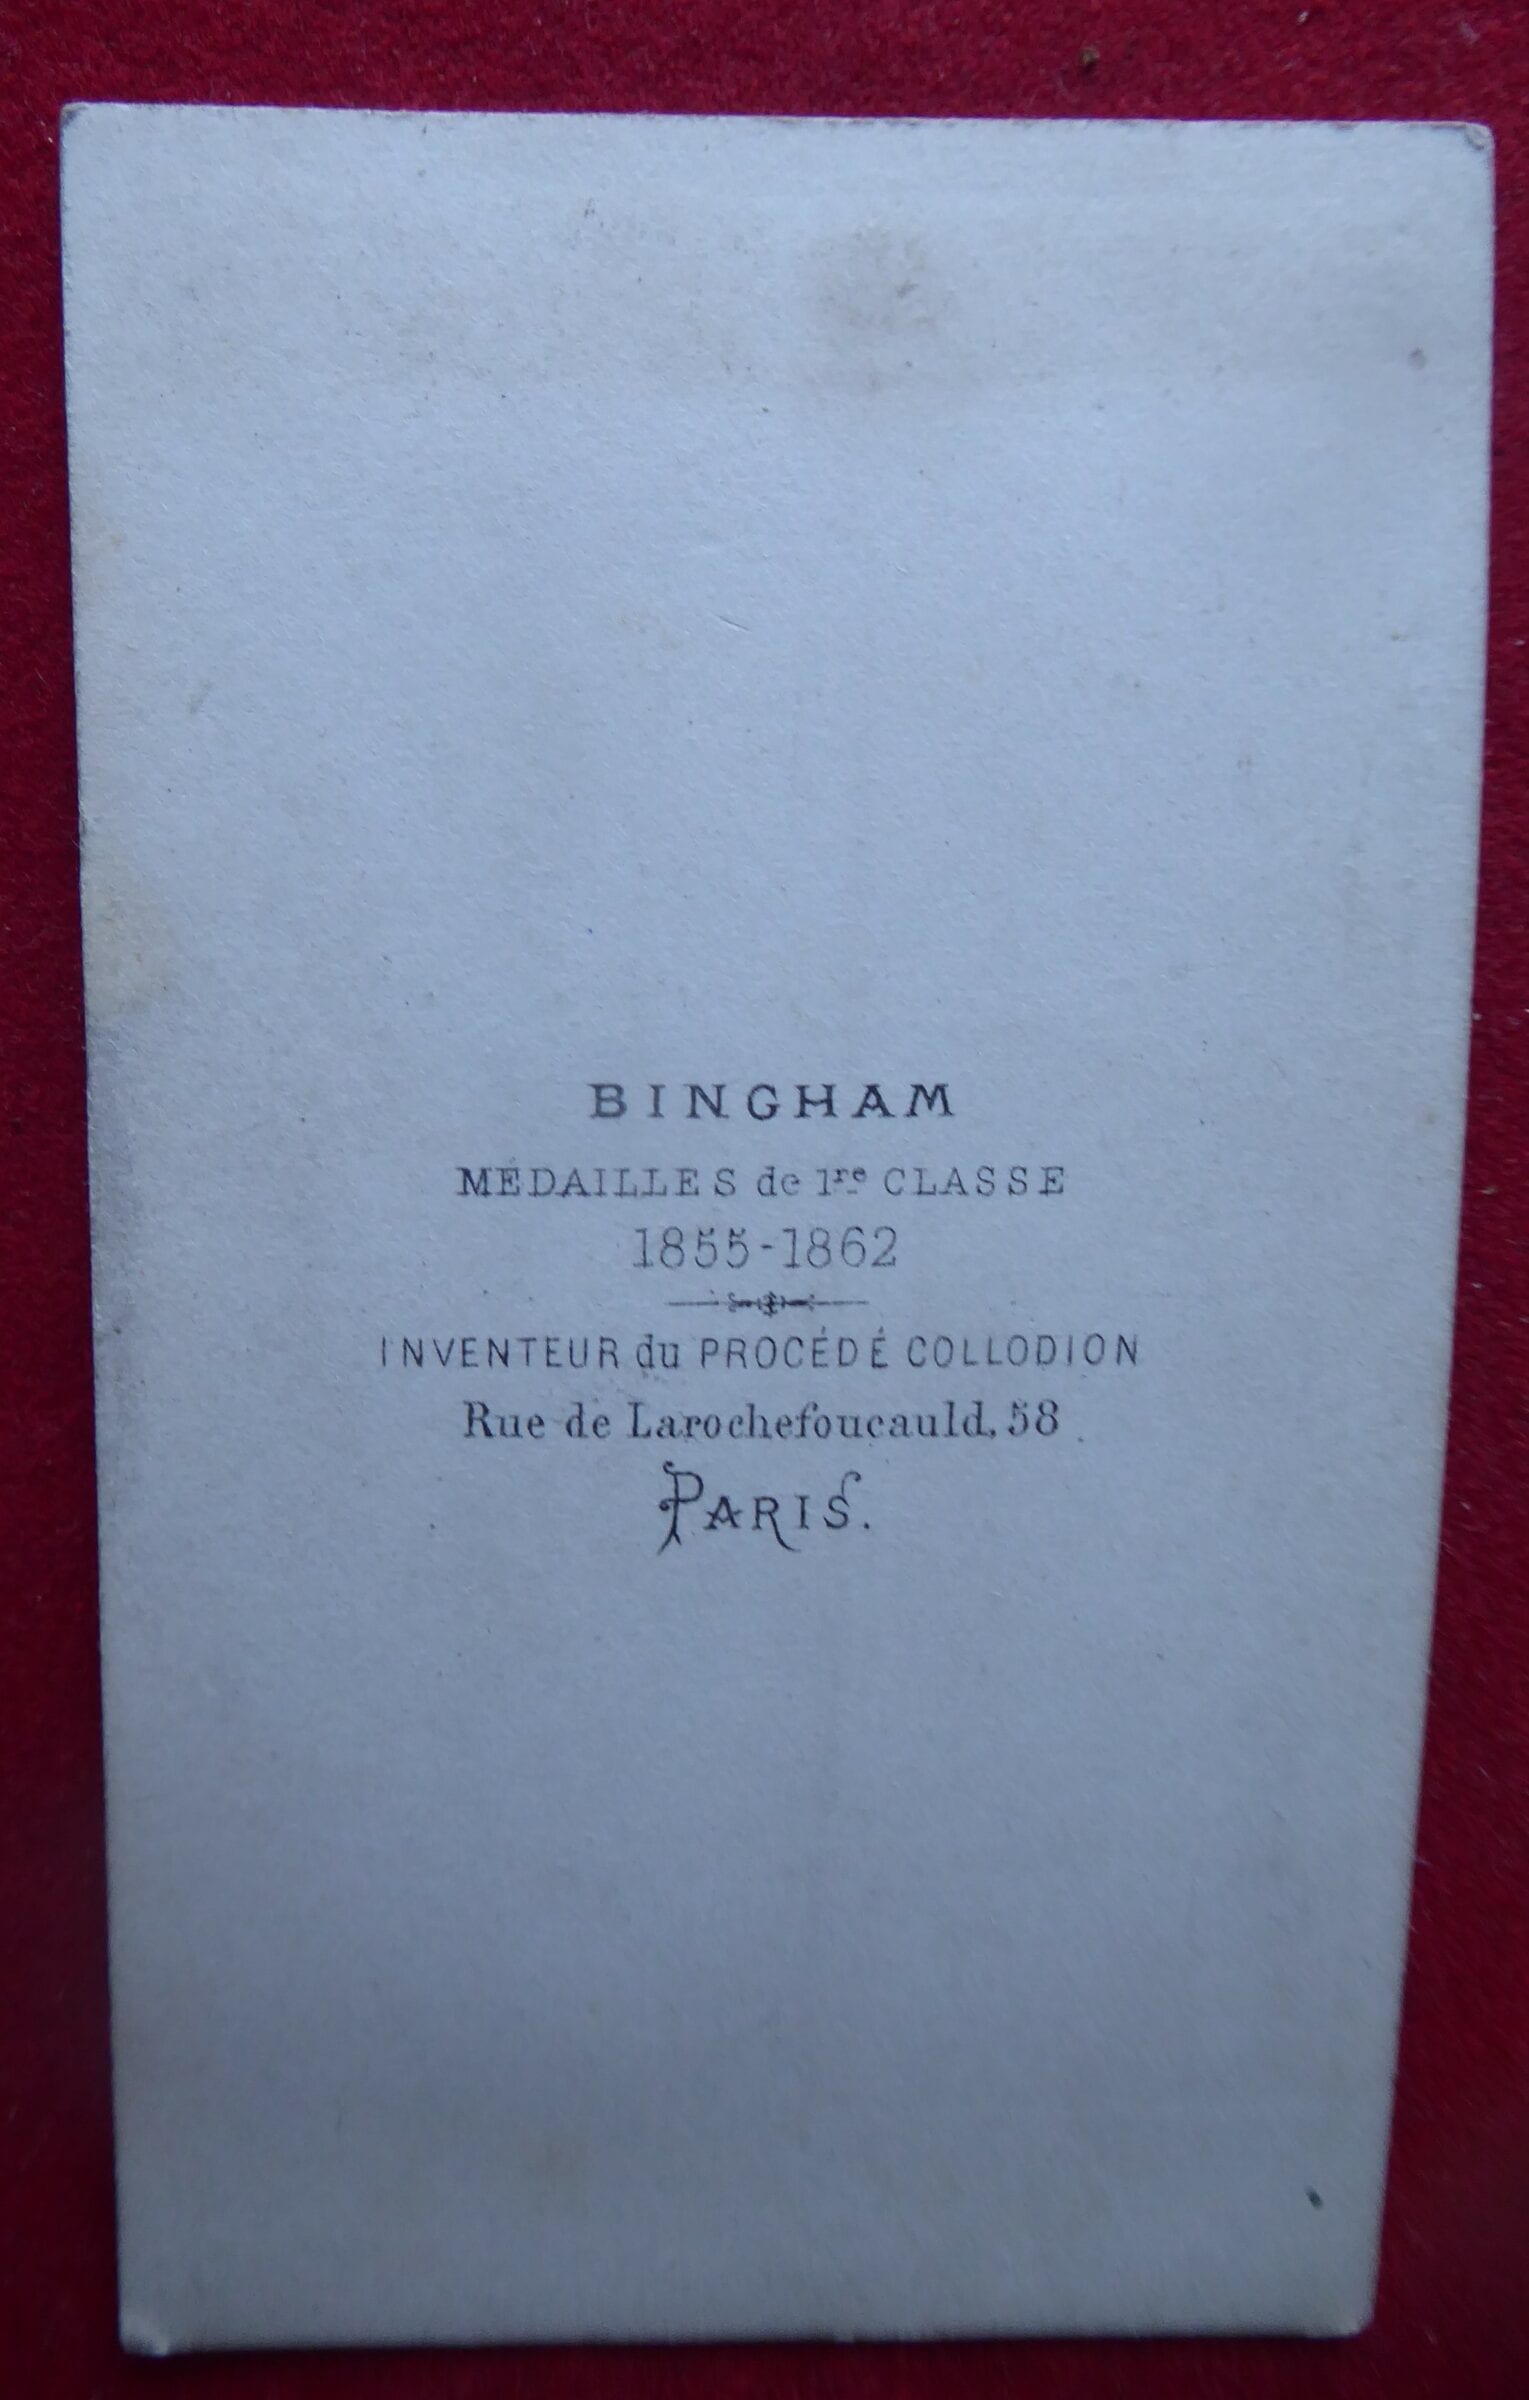 BINGHAM
MÉDAILLES de 1re CLASSE
1855-1862
INVENTEUR du PROCÉDÉ COLLODION
Rue de Larochefoucauld, 58
PARIS.